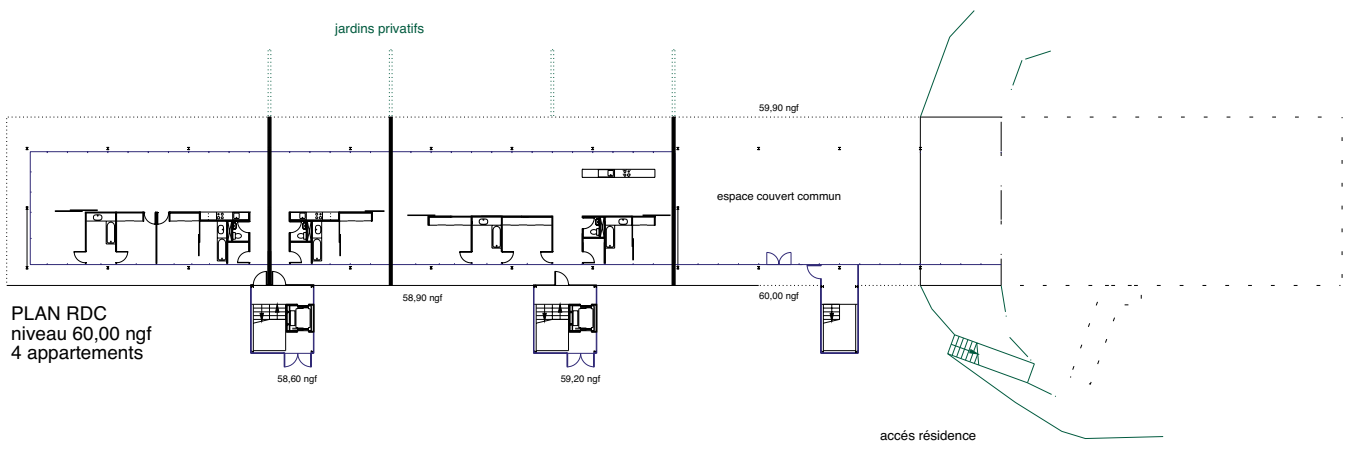 jardins privatifs
59,90 ngf
espace couvert commun
58,90 ngf
60,00 ngf
PLAN RDC
niveau 60,00 ngf
4 appartements
58,60 ngf
59,20 ngf
accés résidence